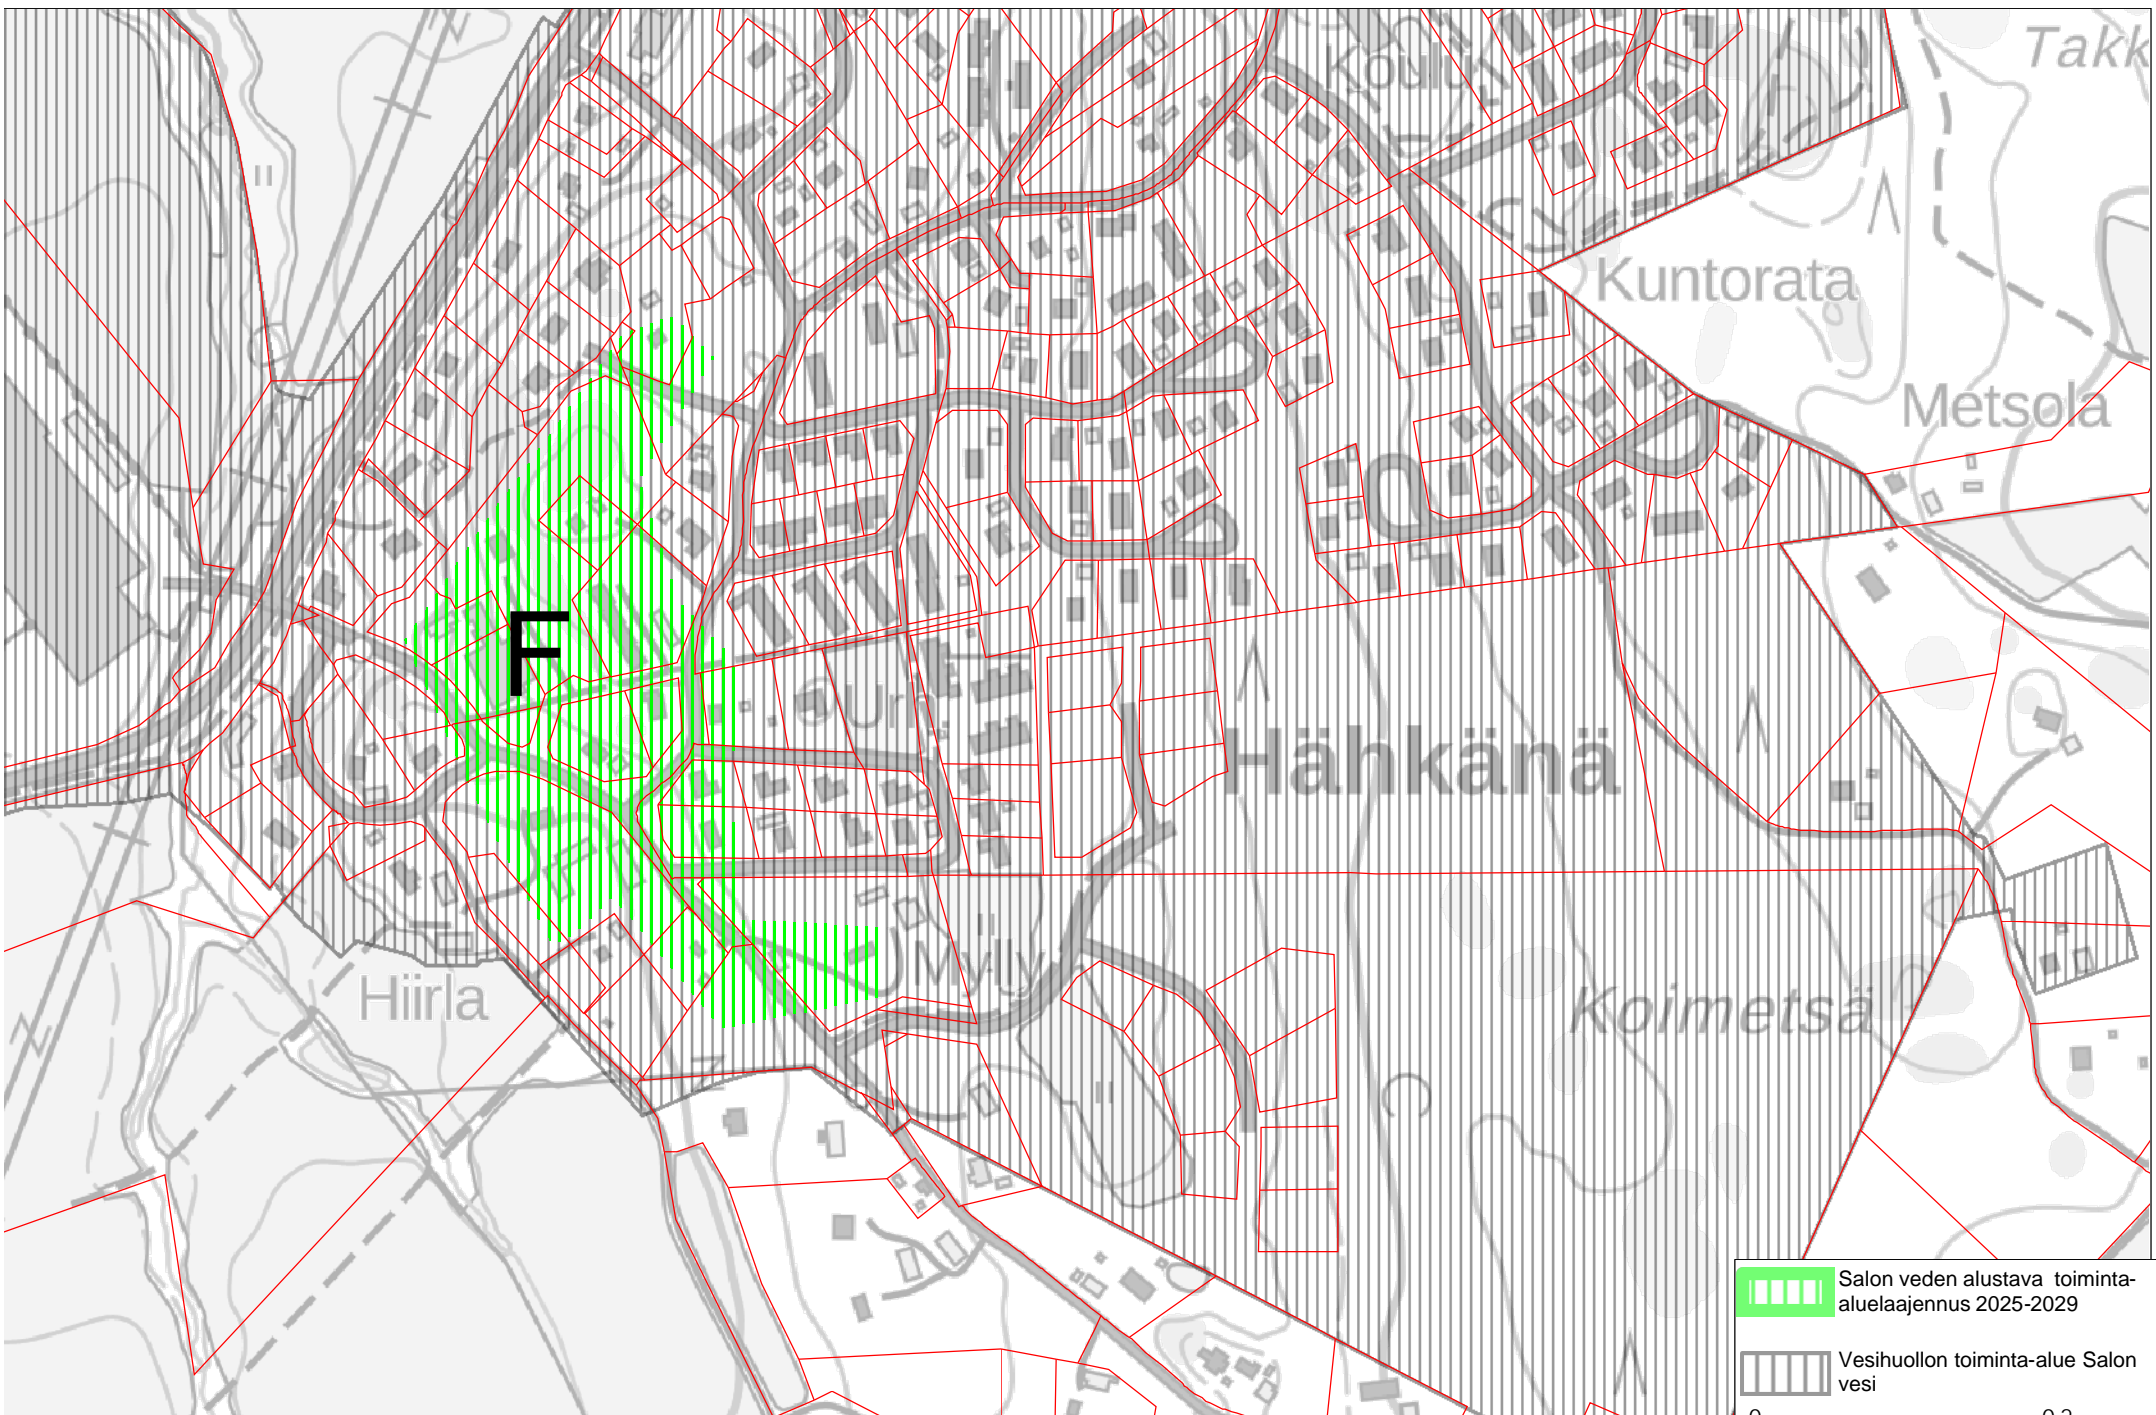 Takk
Koulu
Kuntorata
Metsola
F
Hähkänä
Mylly
Hiirla
Koimetsä
Salon veden alustava toiminta-
aluelaajennus 2025-2029
Vesihuollon toiminta-alue Salon
vesi